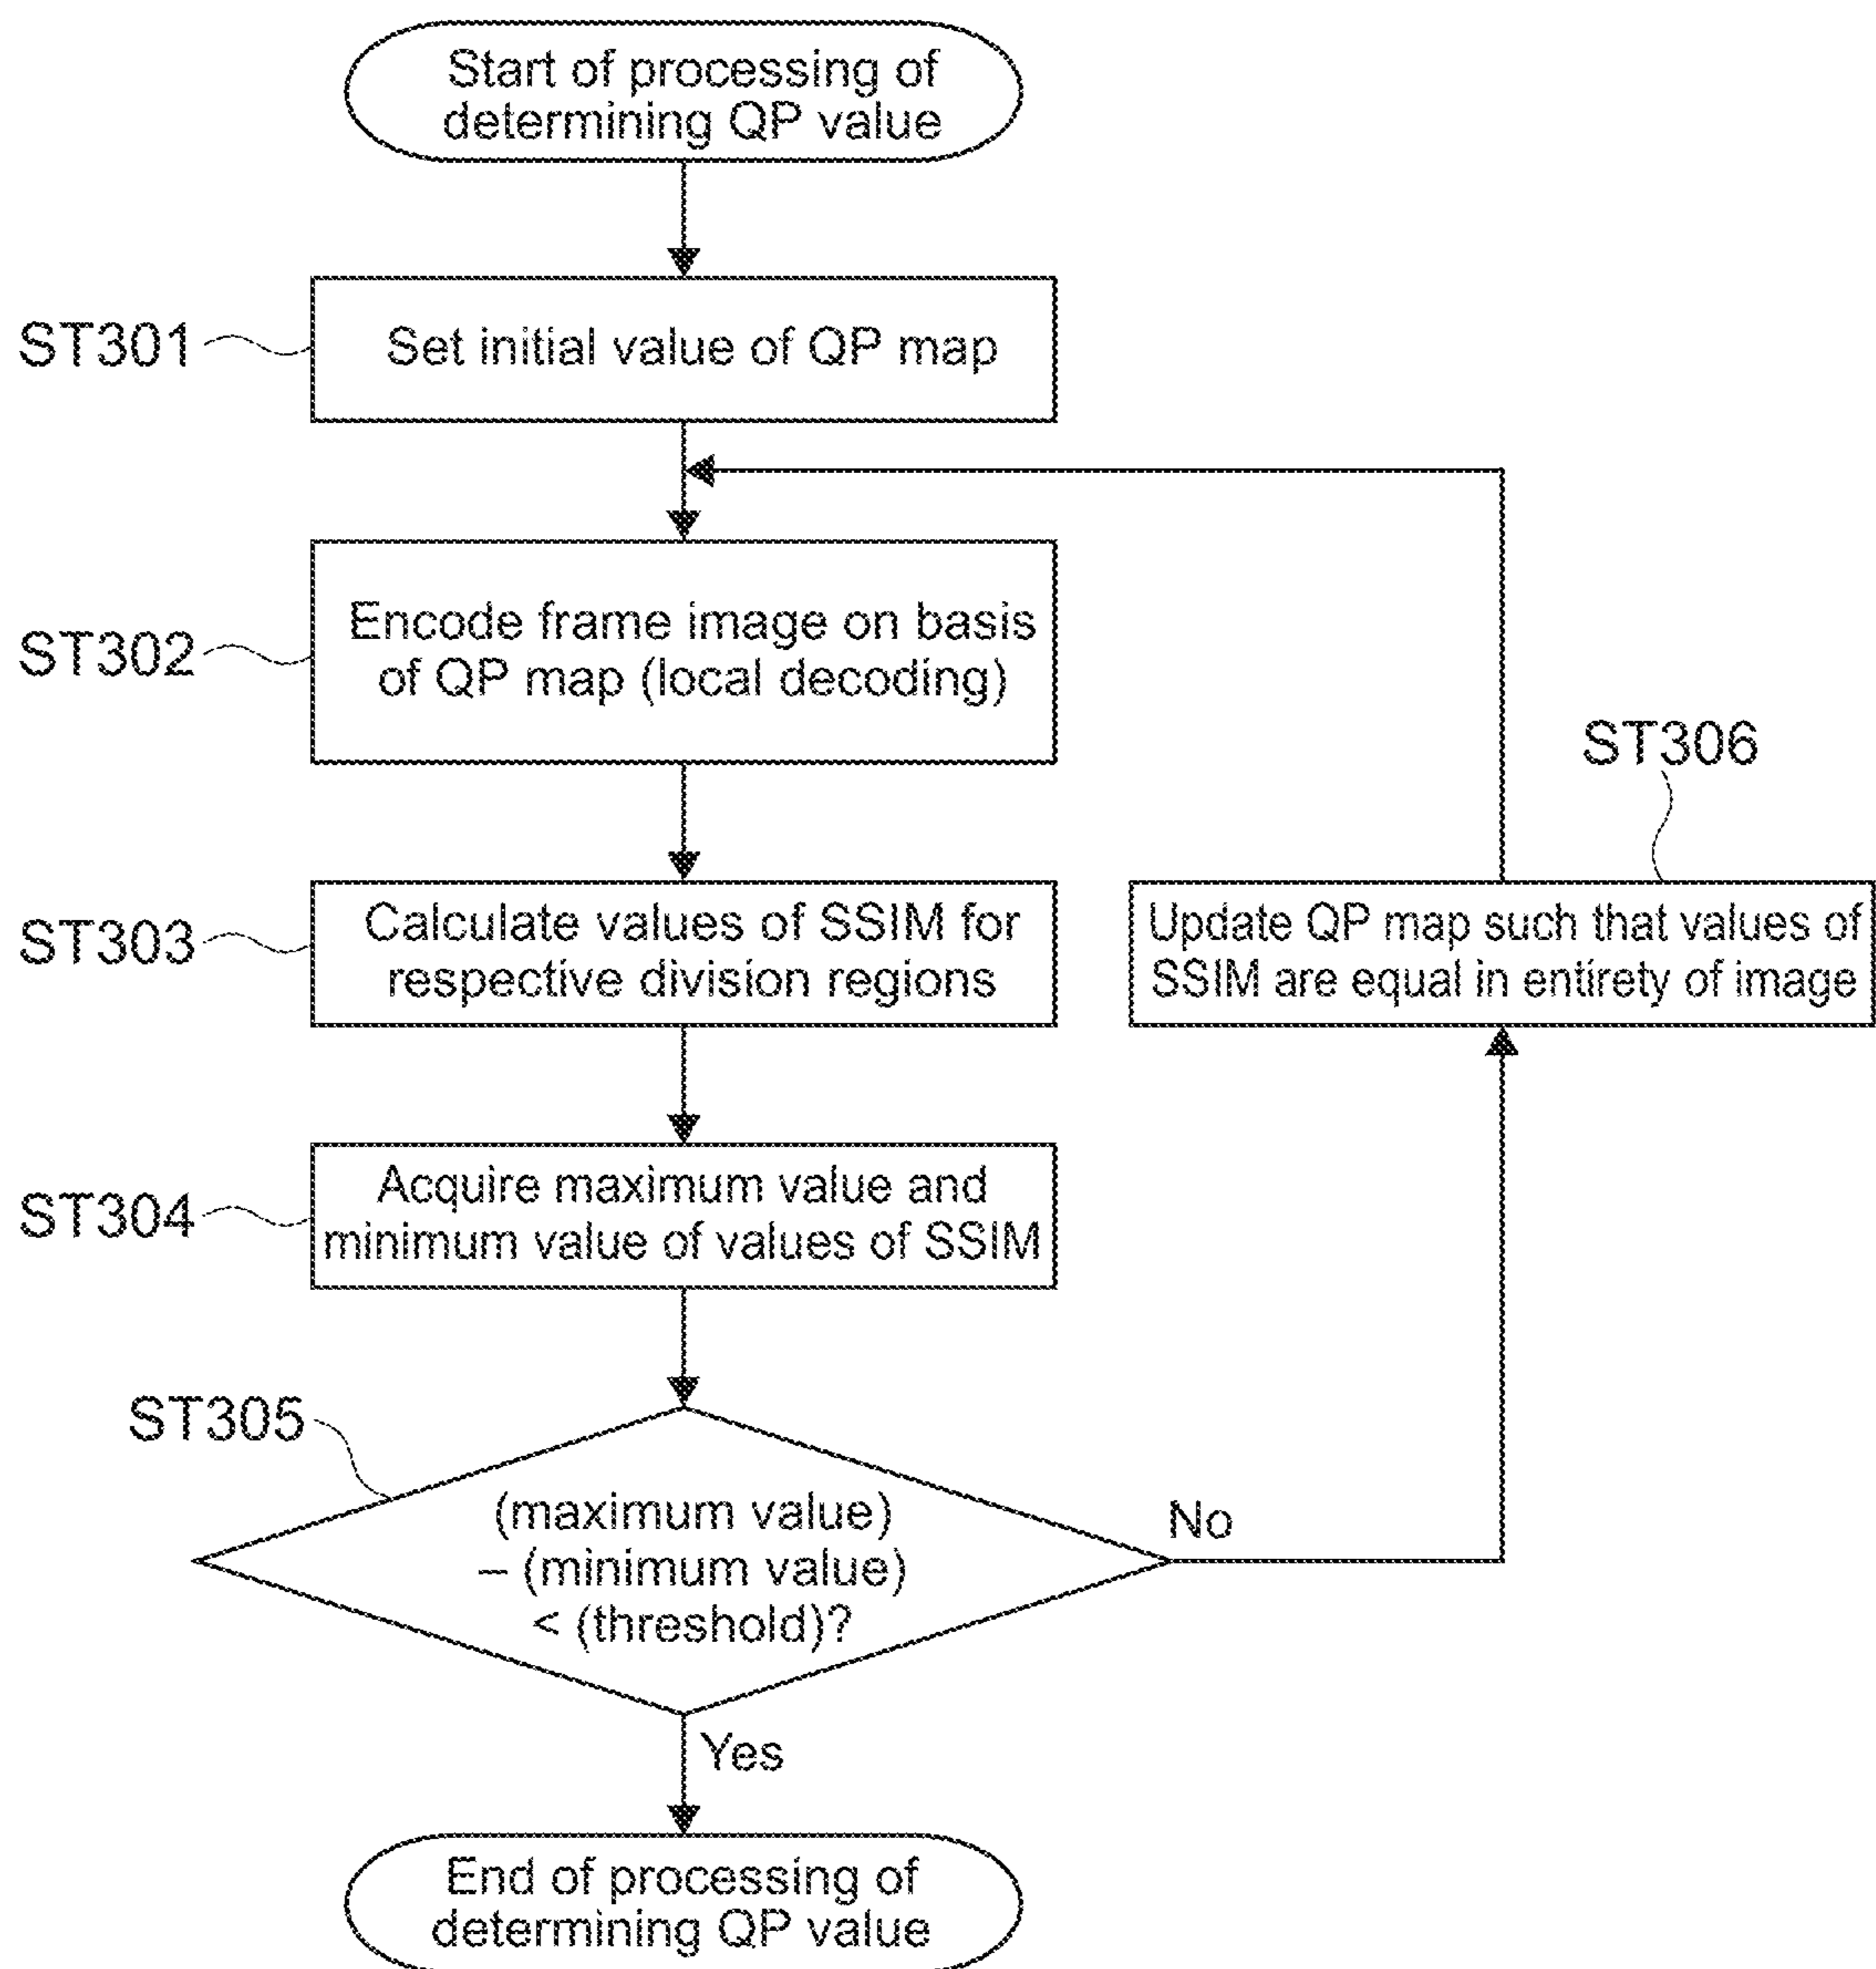 Start of processing of
determining QP value
ST301
Set initial value of QP map
ST302
Encode frame image on basis
of QP map (local decoding)
ST306
ST303
Calculate values of SSIM for
respective division regions
Update QP map such that values of
SSIM are equal in entirety of image
ST304
Acquire maximum value and
minimum value of values of SSIM
ST305
(maximum value)
– (minimum value)
< (threshold)?
No
Yes
End of processing of
determining QP value